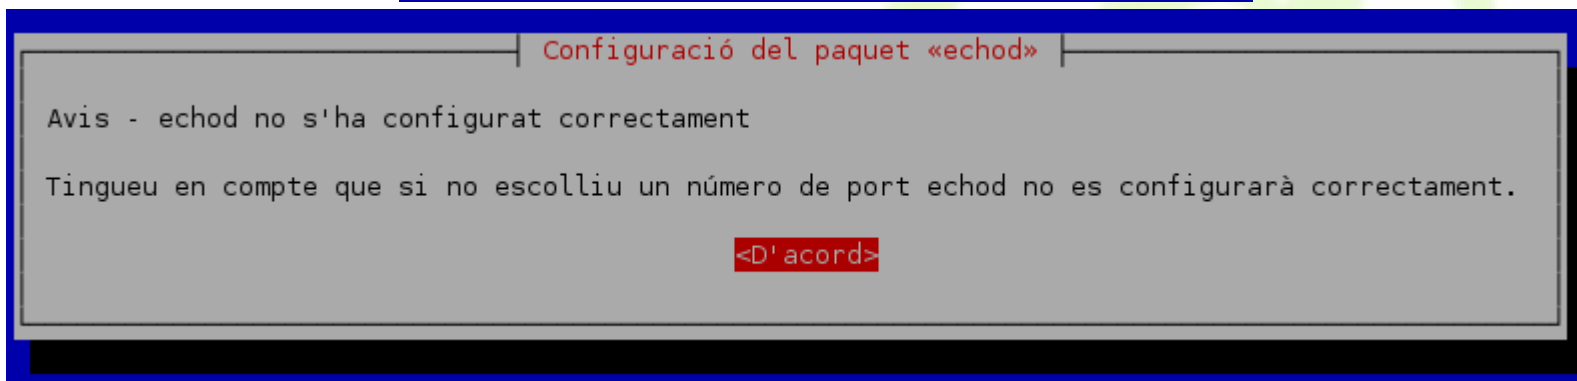 Configuració del paquet «echod»
Avis - echod no s'ha configurat correctament
Tingueu en compte que si no escolliu un número de port echod no es configurarà correctament.
<D'acord>